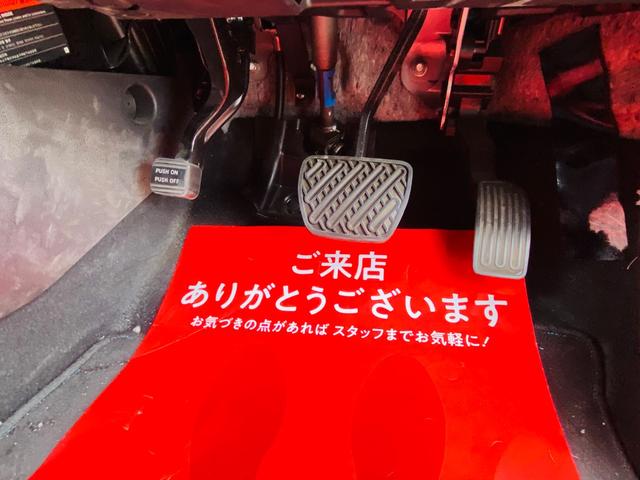 PUSH ON
PUSH OFF
ご来店
ありがとうございます
お気づきの点があれば スタッフまでお気軽に!